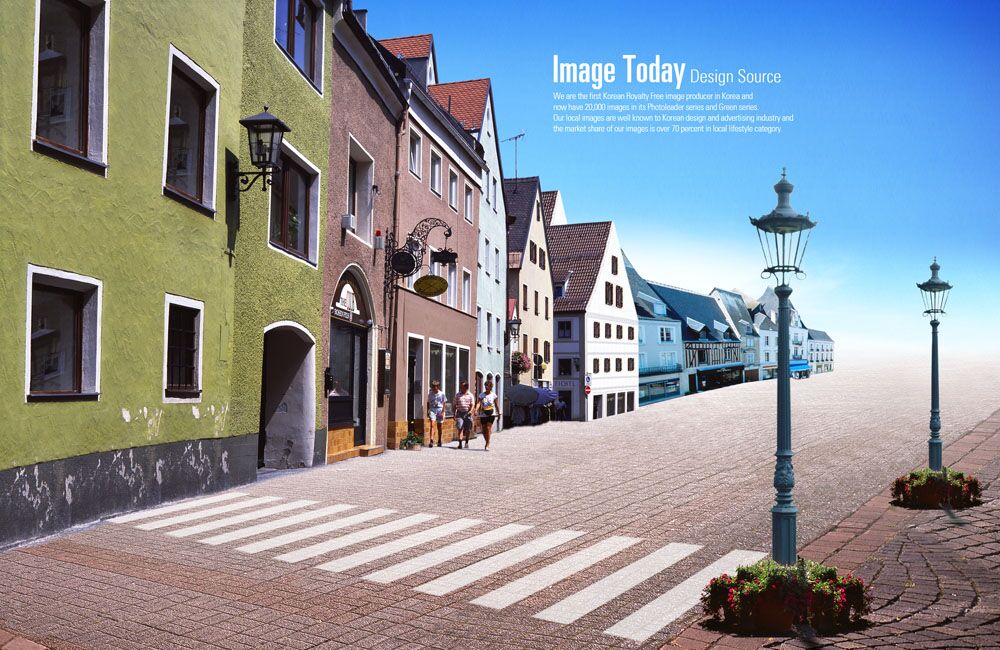 Image Today Design Source
We are the first Korean Royalty Free image producer in Korea and
now have 20,000 images in its Photoleader series and Green series.
Our local images are well known to Korean design and advertising industry and
the market share of our images is over 70 percent in local lifestyle category.